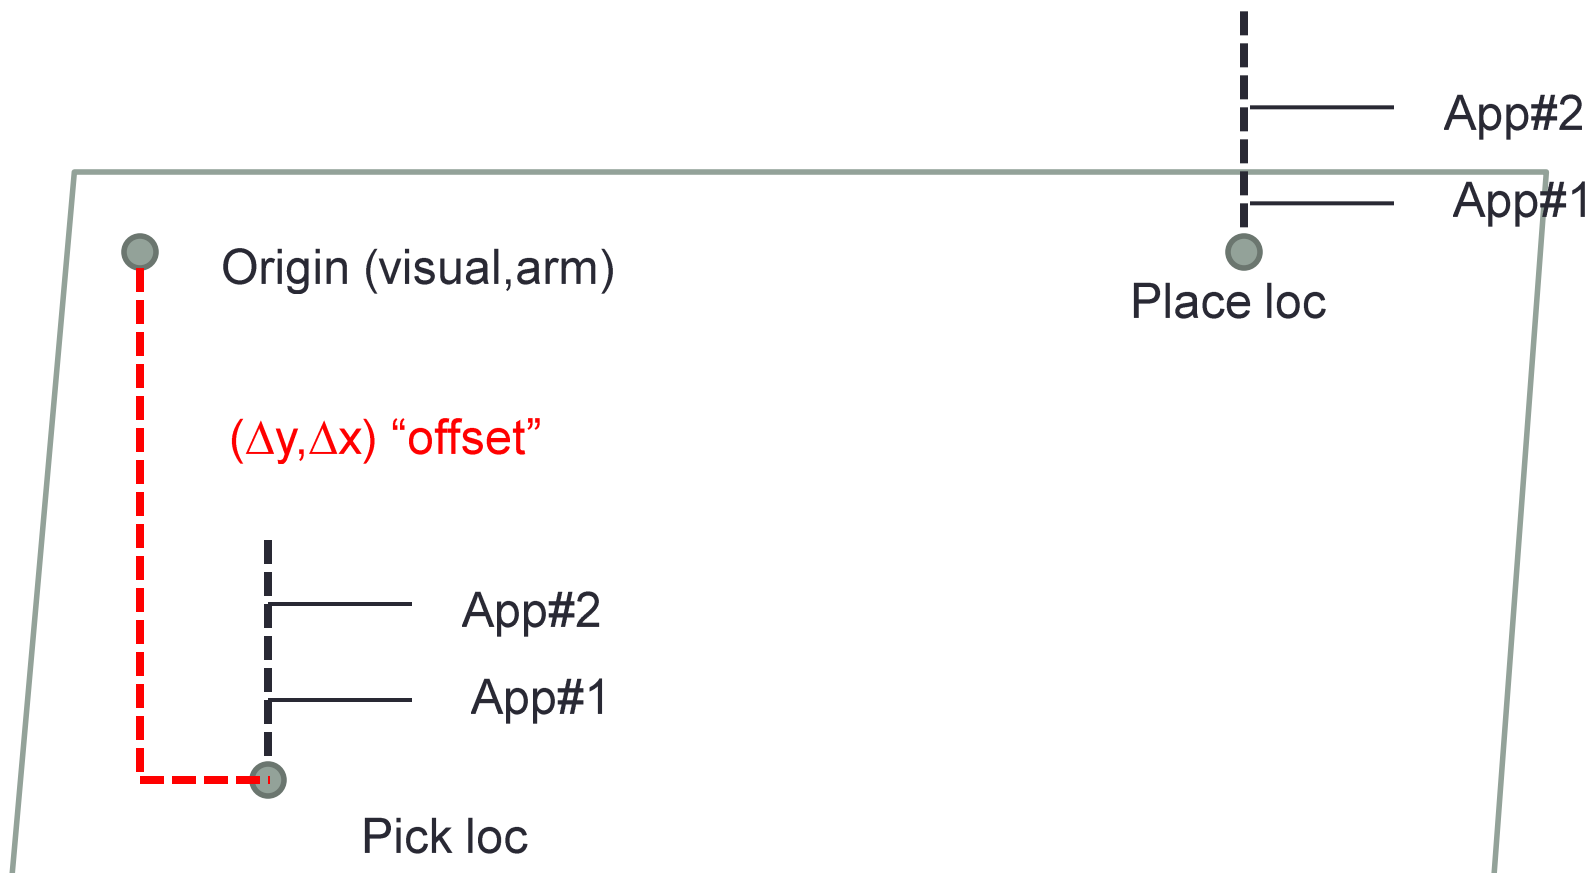 App#2
App#1
Origin (visual,arm)
Place loc
(Δy,Δx) “offset”
App#2
App#1
Pick loc